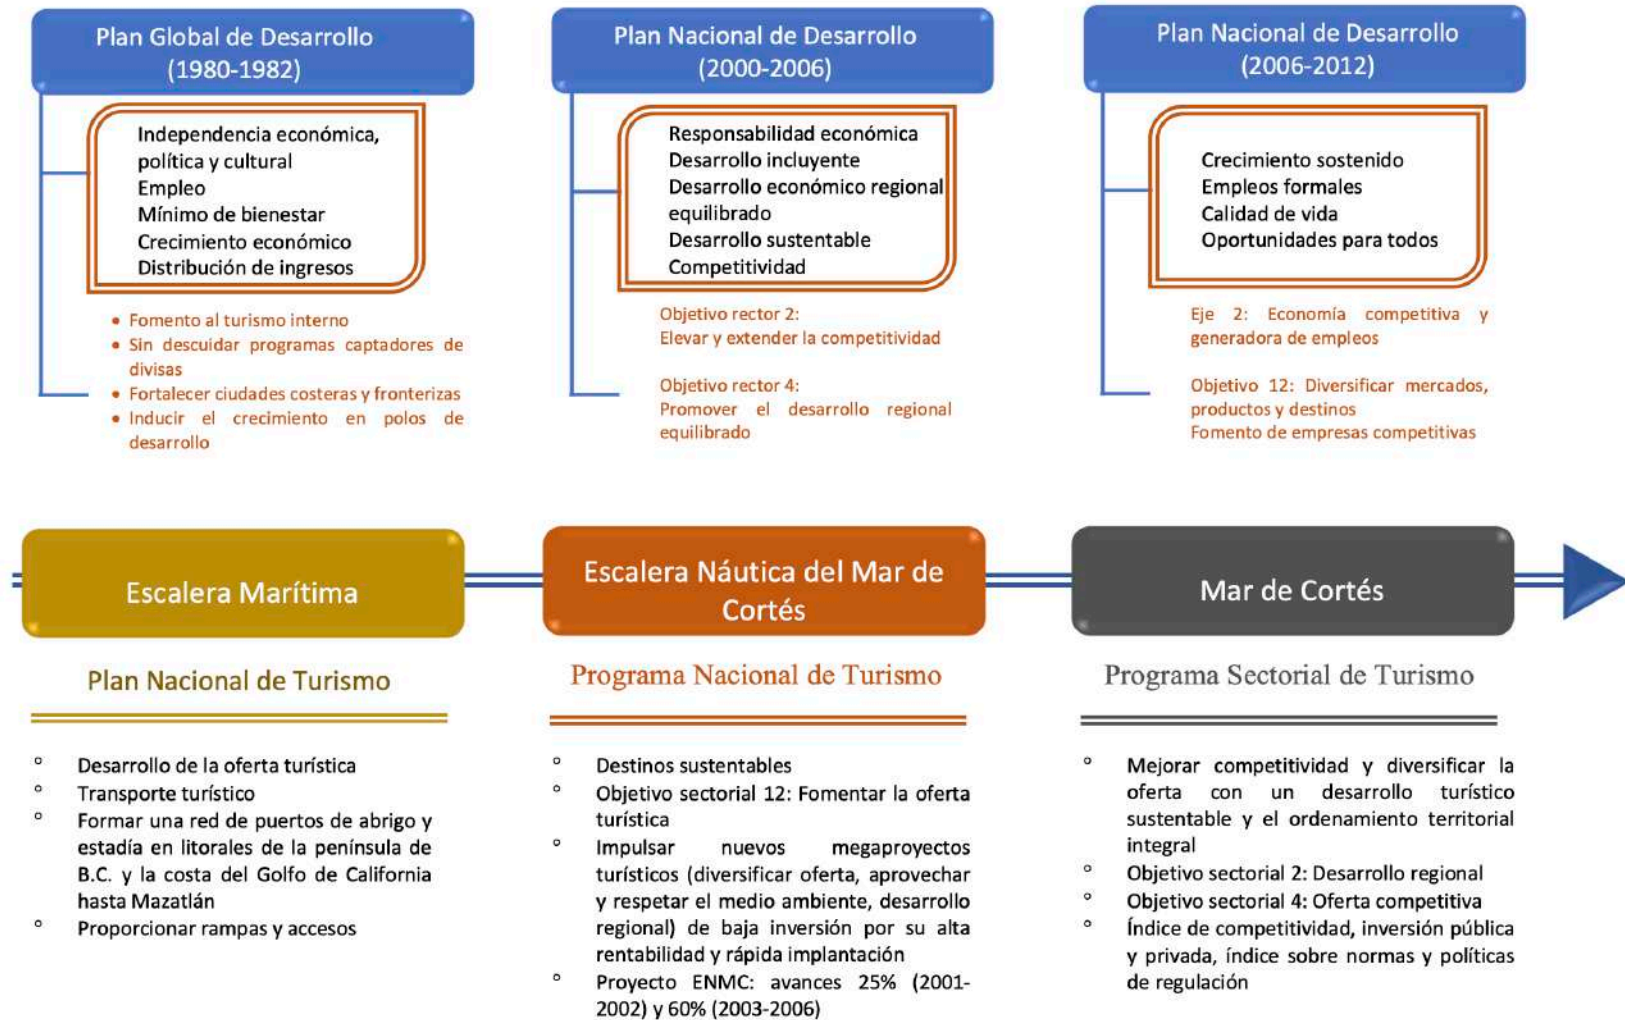 Plan Global de Desarrollo
(1980-1982)
Independencia económica,
política y cultural
Empleo
Mínimo de bienestar
Crecimiento económico
Distribución de ingresos
• Fomento al turismo interno
• Sin descuidar programas captadores de
divisas
• Fortalecer ciudades costeras y fronterizas
• Inducir el crecimiento en polos de
desarrollo
Plan Nacional de Desarrollo
(2000-2006)
Responsabilidad económica
Desarrollo incluyente
Desarrollo económico regional
equilibrado
Desarrollo sustentable
Competitividad
Objetivo rector 2:
Elevar y extender la competitividad
Objetivo rector 4:
Promover el desarrollo regional
equilibrado
Plan Nacional de Desarrollo
(2006-2012)
Crecimiento sostenido
Empleos formales
Calidad de vida
Oportunidades para todos
Eje 2: Economía competitiva y
generadora de empleos
Objetivo 12: Diversificar mercados,
productos y destinos
Fomento de empresas competitivas
Escalera Marítima
Plan Nacional de Turismo
° Desarrollo de la oferta turística
° Transporte turístico
° Formar una red de puertos de abrigo y
estadía en litorales de la península de
B.C. y la costa del Golfo de California
hasta Mazatlán
° Proporcionar rampas y accesos
Escalera Náutica del Mar de
Cortés
Programa Nacional de Turismo
° Destinos sustentables
° Objetivo sectorial 12: Fomentar la oferta
turística
° Impulsar nuevos megaproyectos
turísticos (diversificar oferta, aprovechar
y respetar el medio ambiente, desarrollo
regional) de baja inversión por su alta
rentabilidad y rápida implantación
° Proyecto ENMC: avances 25% (2001-
2002) y 60% (2003-2006)
Mar de Cortés
Programa Sectorial de Turismo
° Mejorar competitividad y diversificar la
oferta con un desarrollo turístico
sustentable y el ordenamiento territorial
integral
° Objetivo sectorial 2: Desarrollo regional
° Objetivo sectorial 4: Oferta competitiva
° Índice de competitividad, inversión pública
y privada, índice sobre normas y políticas
de regulación